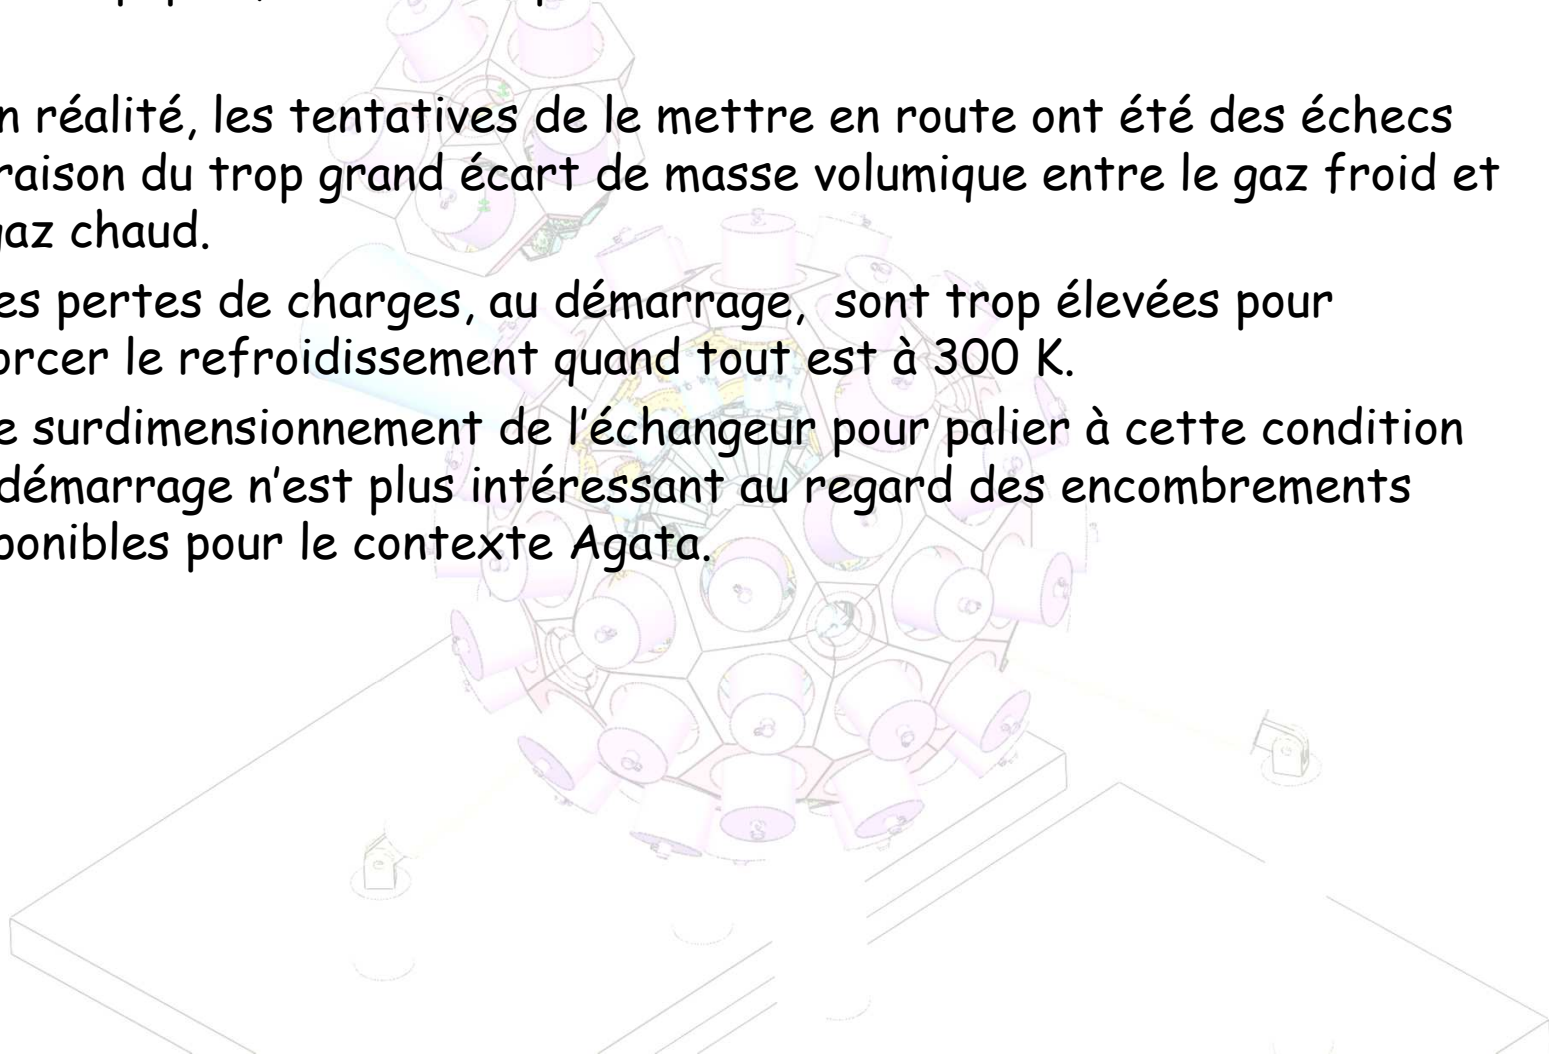 n réalité, les tentatives de le mettre en route ont été des échecs
raison du trop grand écart de masse volumique entre le gaz froid et
gaz chaud.
es pertes de charges, au démarrage, sont trop élevées pour
orcer le refroidissement quand tout est à 300 K.
e surdimensionnement de l'échangeur pour palier à cette condition
démarrage n'est plus intéressant au regard des encombrements
ponibles pour le contexte Agata.